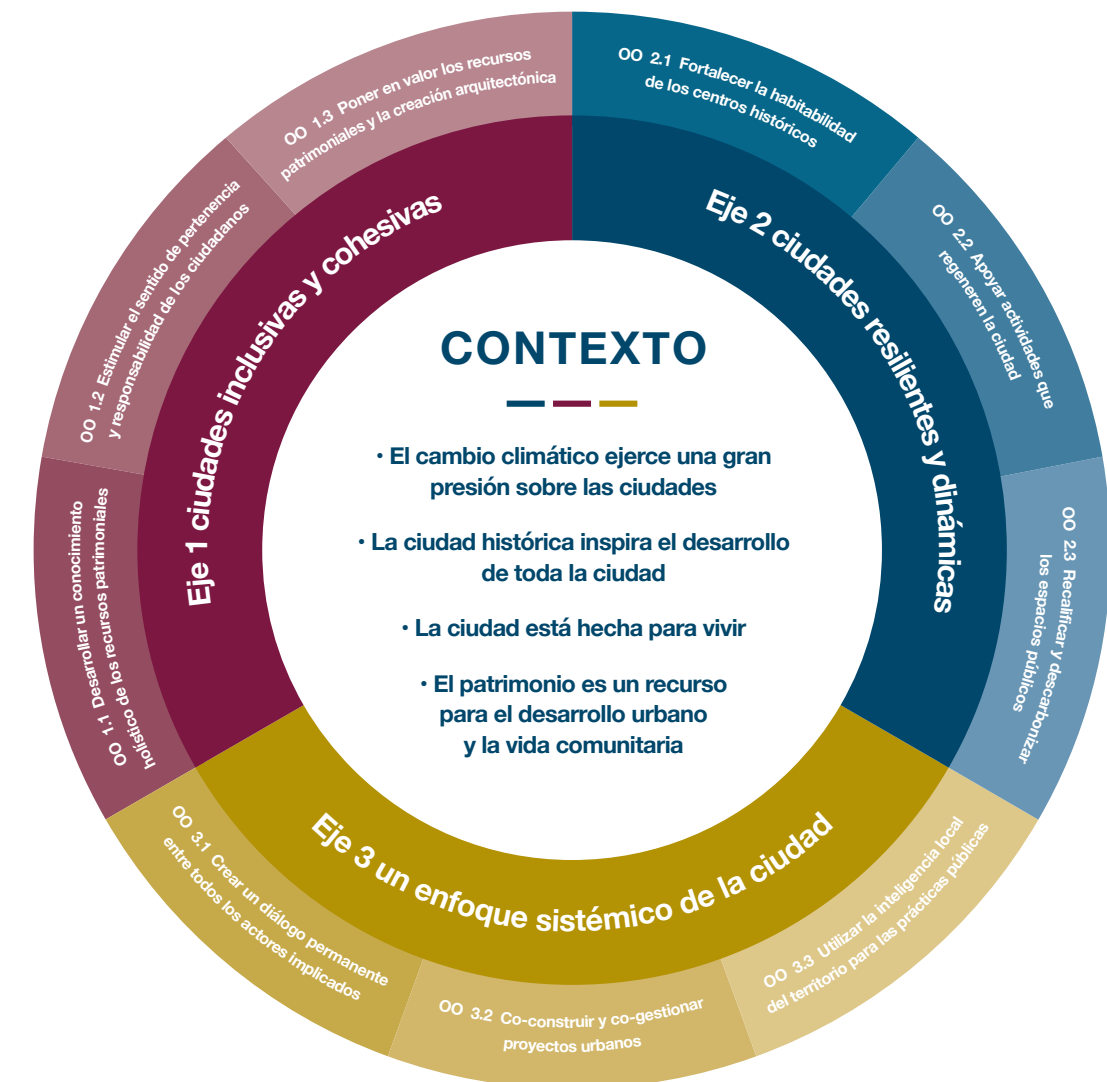 CONTEXTO
· El cambio climático ejerce una gran
presión sobre las ciudades
· La ciudad histórica inspira el desarrollo
de toda la ciudad
· La ciudad está hecha para vivir
· El patrimonio es un recurso
para el desarrollo urbano
y la vida comunitaria
Eje 1 ciudades inclusivas y cohesivas
OO 1.1 Desarrollar un conocimiento
holístico de los recursos patrimoniales
OO 1.2 Estimular el sentido de pertenencia
y responsabilidad de los ciudadanos
OO 1.3 Poner en valor los recursos
patrimoniales y la creación arquitectónica
Eje 2 ciudades resilientes y dinámicas
OO 2.1 Fortalecer la habitabilidad
de los centros históricos
OO 2.2 Apoyar actividades que
regeneren la ciudad
OO 2.3 Recalificar y descarbonizar
los espacios públicos
Eje 3 un enfoque sistémico de la ciudad
OO 3.1 Crear un diálogo permanente
entre todos los actores implicados
OO 3.2 Co-construir y co-gestionar
proyectos urbanos
OO 3.3 Utilizar la inteligencia local
del territorio para las prácticas públicas